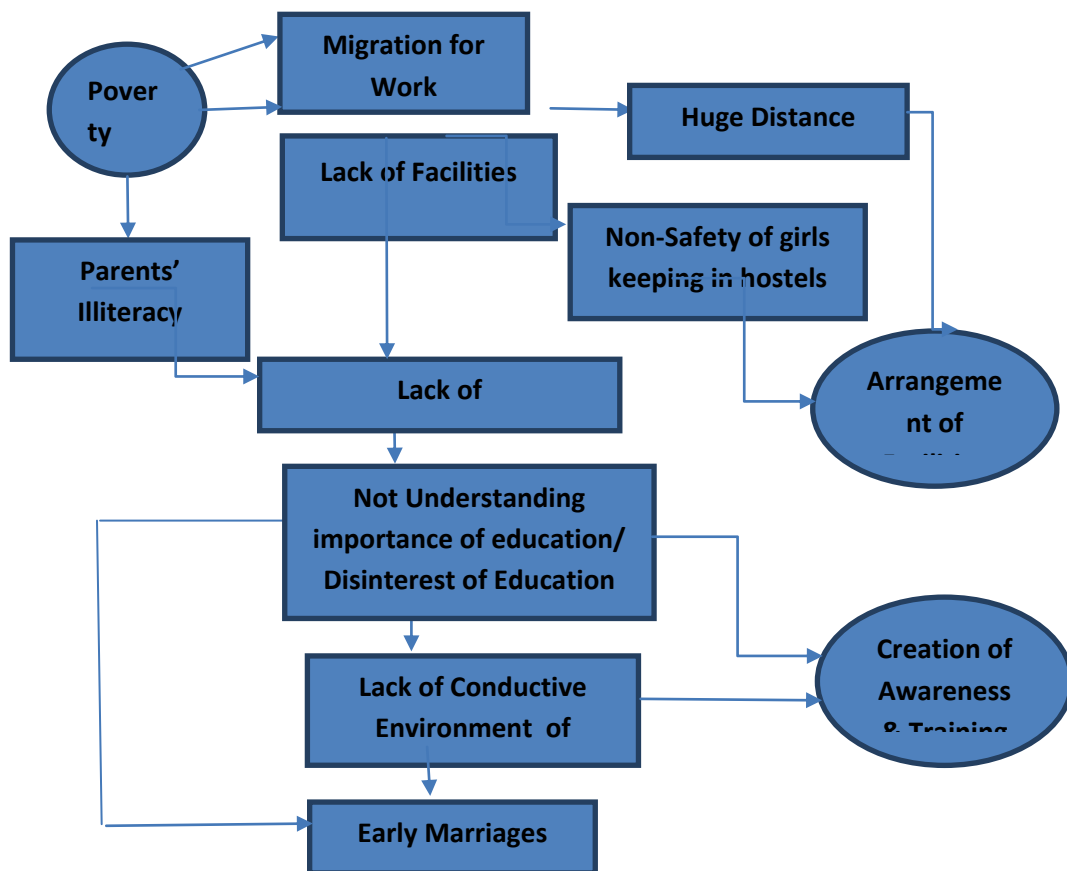 Migration for
Work
Pover
ty
Huge Distance
Lack of Facilities
Non-Safety of girls
keeping in hostels
Parents’
Illiteracy
Lack of
Arrangeme
nt of
Not Understanding
importance of education/
Disinterest of Education
Creation of
Awareness
& Training
Lack of Conductive
Environment of
Early Marriages